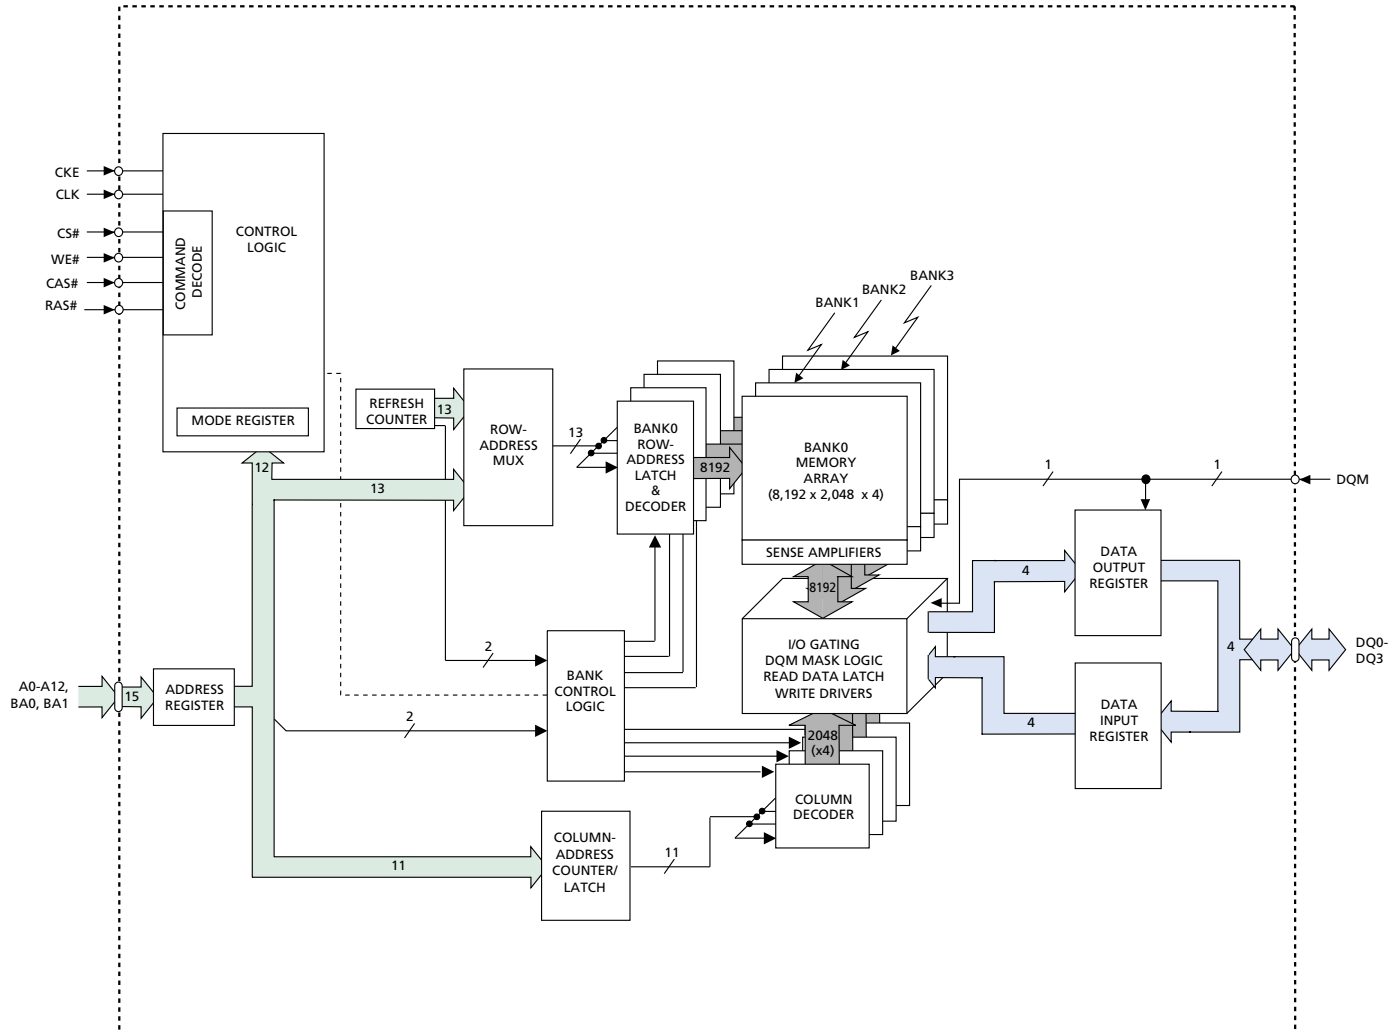 CKE
CLK
CS#
WE#
CAS#
RAS#
COMMAND
DECODE
CONTROL
LOGIC
MODE REGISTER
12
REFRESH
COUNTER
13
13
ROW-
ADDRESS
MUX
13
BANK0
ROW-
ADDRESS
LATCH
&
DECODER
8192
BANK1
BANK2
BANK3
BANK0
MEMORY
ARRAY
(8,192 x 2,048 x 4)
SENSE AMPLIFIERS
8192
I/O GATING
DQM MASK LOGIC
READ DATA LATCH
WRITE DRIVERS
2048
(x4)
COLUMN
DECODER
2
2
BANK
CONTROL
LOGIC
A0-A12,
BA0, BA1
15
ADDRESS
REGISTER
11
COLUMN-
ADDRESS
COUNTER/
LATCH
11
1
1
DQM
DATA
OUTPUT
REGISTER
4
4
4
DATA
INPUT
REGISTER
DQ0-
DQ3